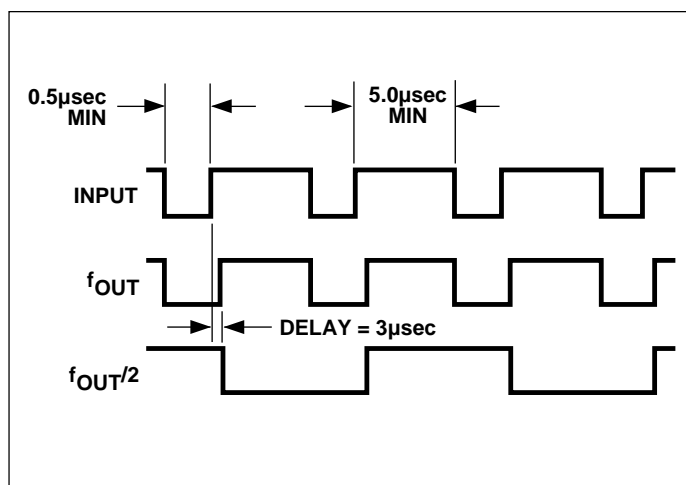 0.5µsec
MIN
5.0µsec
MIN
INPUT
fOUT
DELAY = 3µsec
fOUT/2